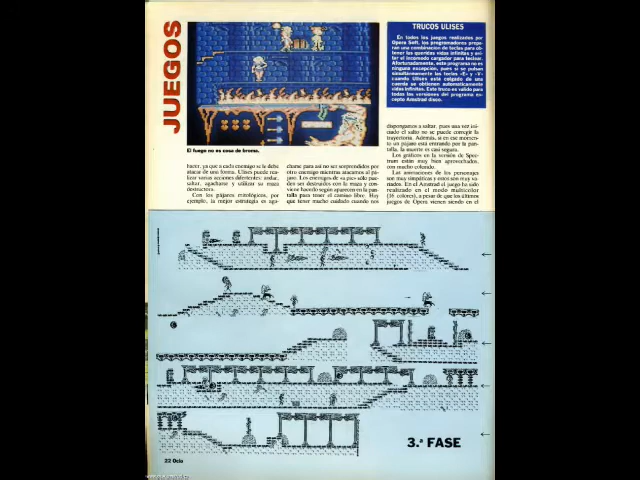 JUEGOS
El fuego no es cosa de broma.
TRUCOS ULISES
En todos los juegos realizados por
Opera Soft, los programadores prepa-
ran una combinación de teclas para ob-
tener las queridas vidas infinitas y evi-
tar el incómodo cargador para teclear.
Afortunadamente, este programa no es
ninguna excepción, pues si se pulsan
simultáneamente las teclas
cuando Ulises está colgado de una
cuerda se obtienen automáticamente
vidas infinitas. Este truco es válido para
todas las versiones del programa ex-
cepto Amstrad disco.
hacer, ya que a cada enemigo se le debe
atacar de una forma. Ulises puede rea-
lizar varias acciones diferentes: andar,
saltar, agacharse y utilizar su maza
destructora.
Con los pájaros mitológicos, por
ejemplo, la mejor estrategia es aga-
charse para así no ser sorprendidos por
otro enemigo mientras atacamos al pá-
jaro. Los enemigos de «a pie» sólo pue-
den ser destruidos con la maza y con-
viene hacerlo según aparecen en la pan-
talla para tener el camino libre. Hay
que tener mucho cuidado cuando nos
dispongamos a saltar, pues una vez ini-
ciado el salto no se puede corregir la
trayectoria. Además, si en ese momen-
to un pájaro está entrando por la pan-
talla, la muerte es casi segura.
Los gráficos en la versión de Spec-
trum están muy bien aprovechados,
con mucho colorido.
Las animaciones de los personajes
son muy simpáticas y éstos son muy va-
riados. En el Amstrad el juego ha sido
realizado en el modo multicolor
(16 colores), a pesar de que los últimos
juegos de Opera vienen siendo en el
3.ª FASE
22 Ocio